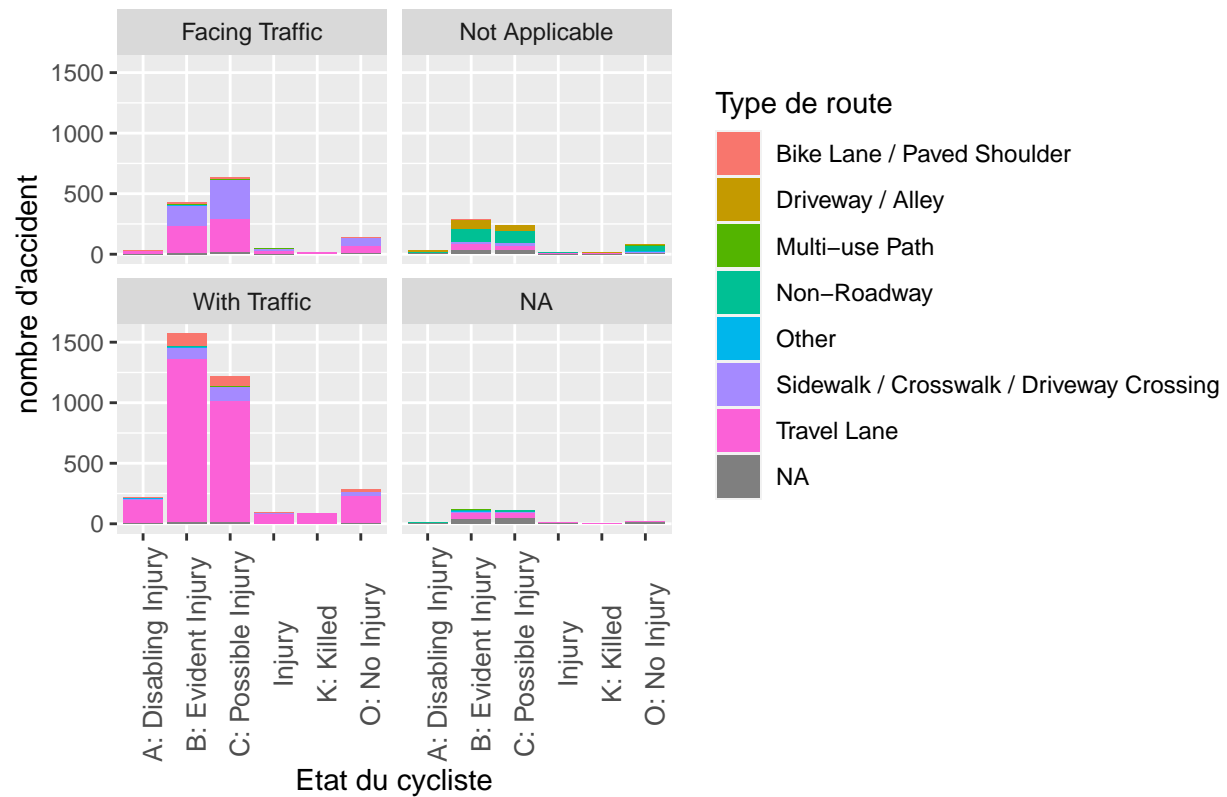 Facing Traffic
Not Applicable
1500
1000
500
0
With Traffic
NA
1500
1000
500
0
nombre d'accident
A: Disabling Injury
B: Evident Injury
C: Possible Injury
Injury
K: Killed
O: No Injury
A: Disabling Injury
B: Evident Injury
C: Possible Injury
Injury
K: Killed
O: No Injury
Etat du cycliste
Type de route
Bike Lane / Paved Shoulder
Driveway / Alley
Multi−use Path
Non−Roadway
Other
Sidewalk / Crosswalk / Driveway Crossing
Travel Lane
NA